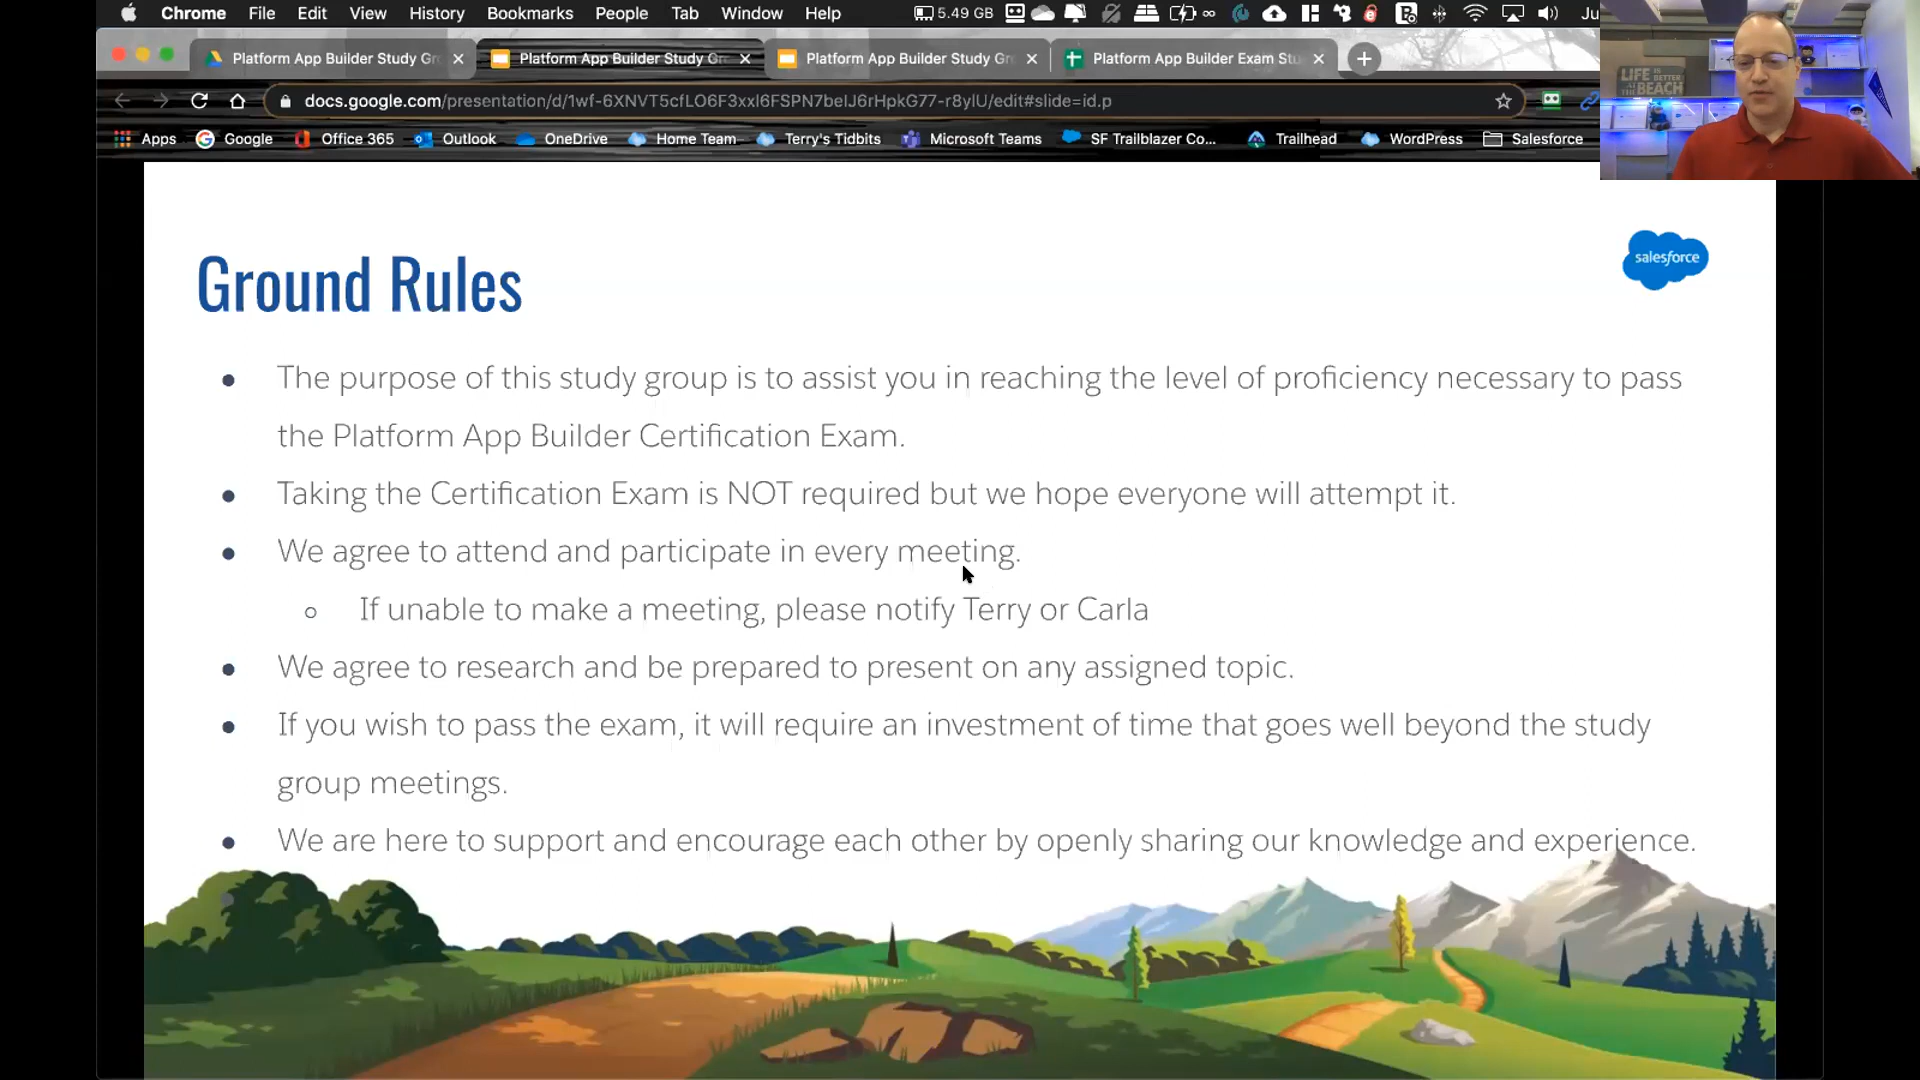 Chrome File Edit View History Bookmarks People Tab Window Help 5.49 GB Ju
Platform App Builder Study Gr Platform App Builder Study Gr Platform App Builder Study Gr Platform App Builder Exam Stu
docs.google.com/presentation/d/1wf-6XNVT5cfLO6F3xxl6FSPN7beIJ6rHpkG77-r8ylU/edit#slide=id.p
Apps Google Office 365 Outlook OneDrive Home Team Terry's Tidbits Microsoft Teams SF Trailblazer Co... Trailhead WordPress Salesforce
LIFE IS BETTER AT THE BEACH
salesforce
Ground Rules
● The purpose of this study group is to assist you in reaching the level of proficiency necessary to pass
the Platform App Builder Certification Exam.
● Taking the Certification Exam is NOT required but we hope everyone will attempt it.
● We agree to attend and participate in every meeting.
○ If unable to make a meeting, please notify Terry or Carla
● We agree to research and be prepared to present on any assigned topic.
● If you wish to pass the exam, it will require an investment of time that goes well beyond the study
group meetings.
● We are here to support and encourage each other by openly sharing our knowledge and experience.